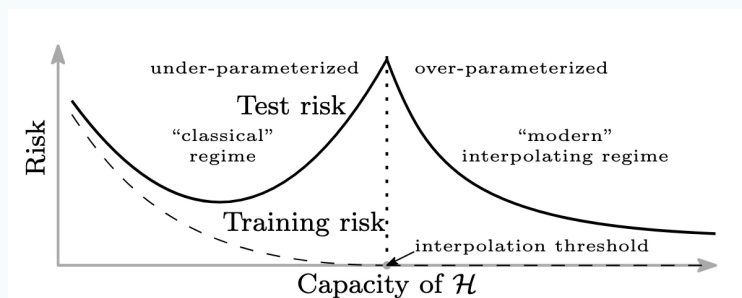 under-parameterized
over-parameterized
Test risk
“classical”
regime
“modern”
interpolating regime
Risk
Training risk
interpolation threshold
Capacity of ℋ